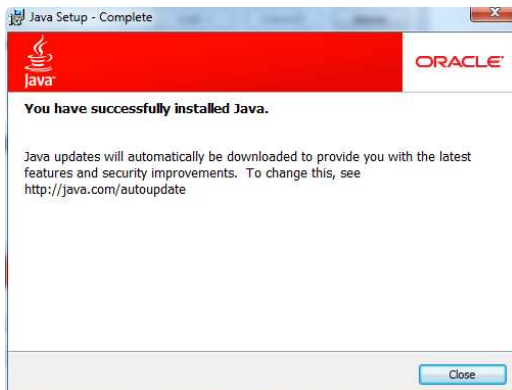 Java Setup - Complete
Java
ORACLE
You have successfully installed Java.
Java updates will automatically be downloaded to provide you with the latest
features and security improvements.  To change this, see
http://java.com/autoupdate
Close